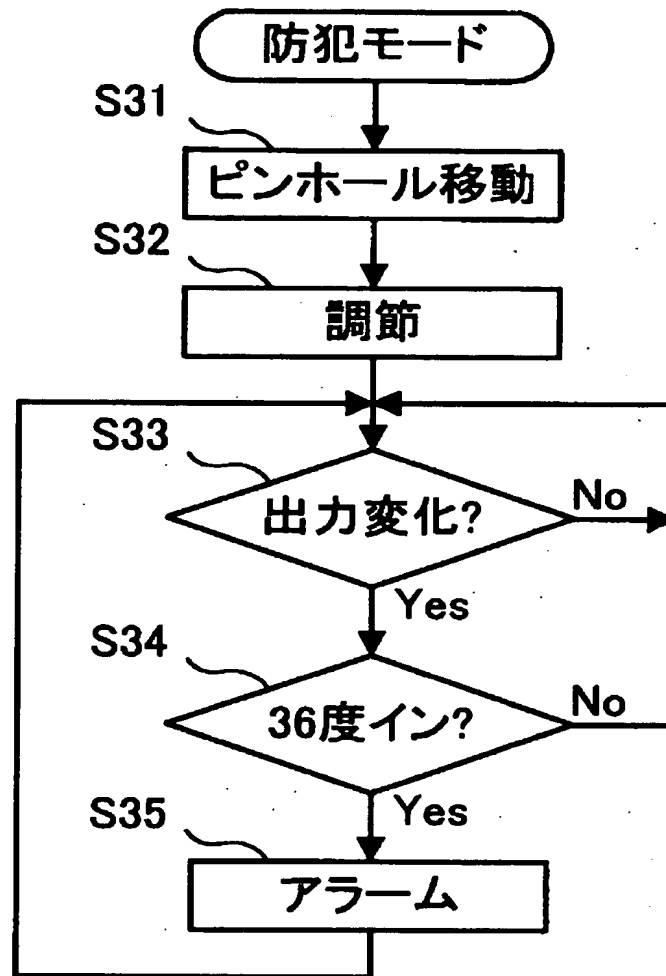 防犯モード
S31
ピンホール移動
S32
調節
S33
出力変化?
No
Yes
S34
36度イン?
No
Yes
S35
アラーム